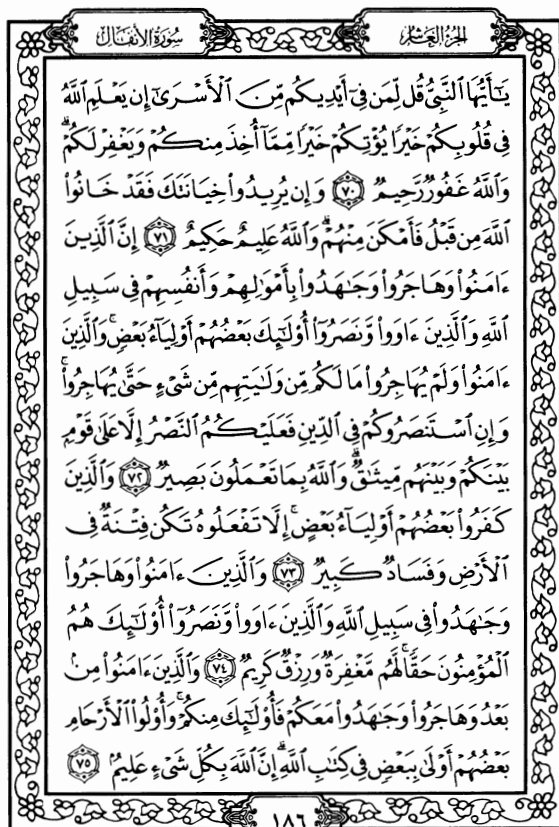 الجزء العاشر
سورة الأنفال
يَٰٓأَيُّهَا ٱلنَّبِىُّ قُل لِّمَن فِىٓ أَيْدِيكُم مِّنَ ٱلْأَسْرَىٰٓ إِن يَعْلَمِ ٱللَّهُ
فِى قُلُوبِكُمْ خَيْرًا يُؤْتِكُمْ خَيْرًا مِّمَّآ أُخِذَ مِنكُمْ وَيَغْفِرْ لَكُمْ ۗ
وَٱللَّهُ غَفُورٌ رَّحِيمٌ ٧٠ وَإِن يُرِيدُوا۟ خِيَانَتَكَ فَقَدْ خَانُوا۟
ٱللَّهَ مِن قَبْلُ فَأَمْكَنَ مِنْهُمْ ۗ وَٱللَّهُ عَلِيمٌ حَكِيمٌ ٧١ إِنَّ ٱلَّذِينَ
ءَامَنُوا۟ وَهَاجَرُوا۟ وَجَٰهَدُوا۟ بِأَمْوَٰلِهِمْ وَأَنفُسِهِمْ فِى سَبِيلِ
ٱللَّهِ وَٱلَّذِينَ ءَاوَوا۟ وَّنَصَرُوٓا۟ أُو۟لَٰٓئِكَ بَعْضُهُمْ أَوْلِيَآءُ بَعْضٍ ۚ وَٱلَّذِينَ
ءَامَنُوا۟ وَلَمْ يُهَاجِرُوا۟ مَا لَكُم مِّن وَلَٰيَتِهِم مِّن شَىْءٍ حَتَّىٰ يُهَاجِرُوا۟ ۚ
وَإِنِ ٱسْتَنصَرُوكُمْ فِى ٱلدِّينِ فَعَلَيْكُمُ ٱلنَّصْرُ إِلَّا عَلَىٰ قَوْمٍۭ
بَيْنَكُمْ وَبَيْنَهُم مِّيثَٰقٌ ۗ وَٱللَّهُ بِمَا تَعْمَلُونَ بَصِيرٌ ٧٢ وَٱلَّذِينَ
كَفَرُوا۟ بَعْضُهُمْ أَوْلِيَآءُ بَعْضٍ ۚ إِلَّا تَفْعَلُوهُ تَكُن فِتْنَةٌ فِى
ٱلْأَرْضِ وَفَسَادٌ كَبِيرٌ ٧٣ وَٱلَّذِينَ ءَامَنُوا۟ وَهَاجَرُوا۟
وَجَٰهَدُوا۟ فِى سَبِيلِ ٱللَّهِ وَٱلَّذِينَ ءَاوَوا۟ وَّنَصَرُوٓا۟ أُو۟لَٰٓئِكَ هُمُ
ٱلْمُؤْمِنُونَ حَقًّا ۚ لَّهُم مَّغْفِرَةٌ وَرِزْقٌ كَرِيمٌ ٧٤ وَٱلَّذِينَ ءَامَنُوا۟ مِنۢ
بَعْدُ وَهَاجَرُوا۟ وَجَٰهَدُوا۟ مَعَكُمْ فَأُو۟لَٰٓئِكَ مِنكُمْ ۚ وَأُو۟لُوا۟ ٱلْأَرْحَامِ
بَعْضُهُمْ أَوْلَىٰ بِبَعْضٍ فِى كِتَٰبِ ٱللَّهِ ۗ إِنَّ ٱللَّهَ بِكُلِّ شَىْءٍ عَلِيمٌۢ ٧٥
١٨٦